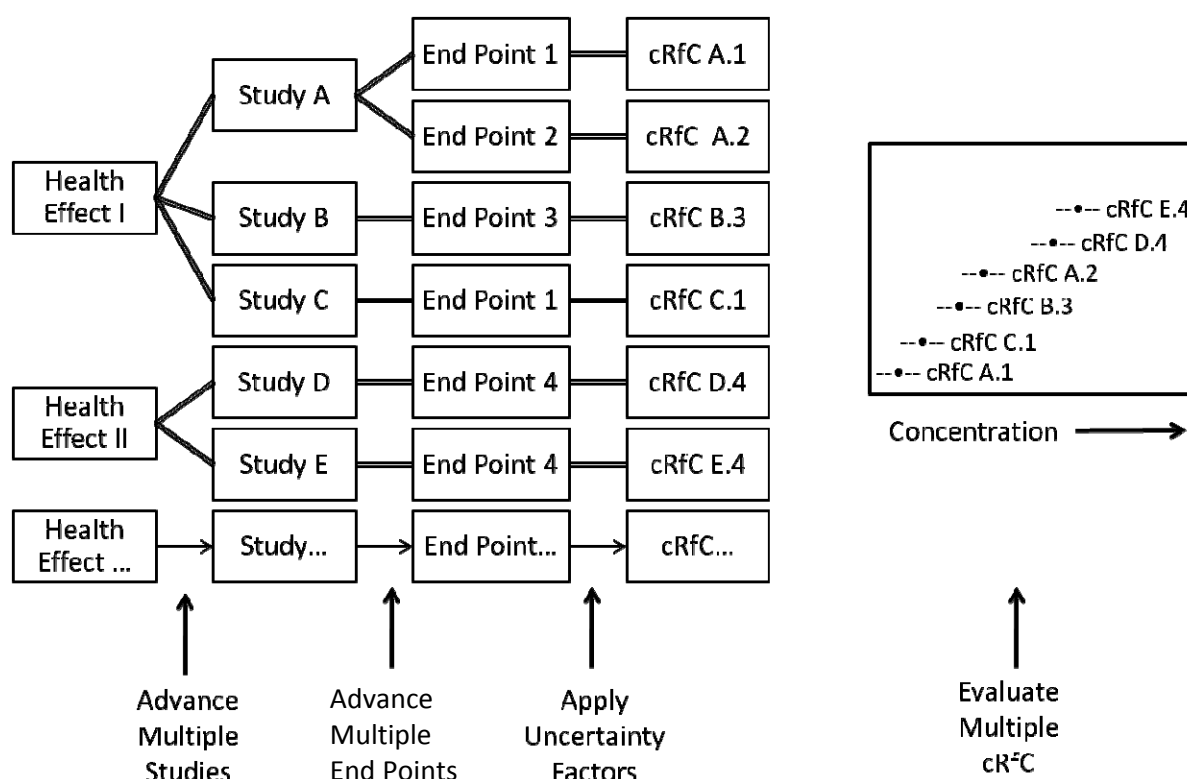 Health
Effect I
Study A
End Point 1
cRfC A.1
End Point 2
cRfC A.2
Study B
End Point 3
cRfC B.3
Study C
End Point 1
cRfC C.1
Health
Effect II
Study D
End Point 4
cRfC D.4
Study E
End Point 4
cRfC E.4
Health
Effect ...
Study...
End Point...
cRfC...
Advance
Multiple
Studies
Advance
Multiple
End Points
Apply
Uncertainty
Factors
--•-- cRfC E.4
--•-- cRfC D.4
--•-- cRfC A.2
--•-- cRfC B.3
--•-- cRfC C.1
--•-- cRfC A.1
Concentration
Evaluate
Multiple
cRfC